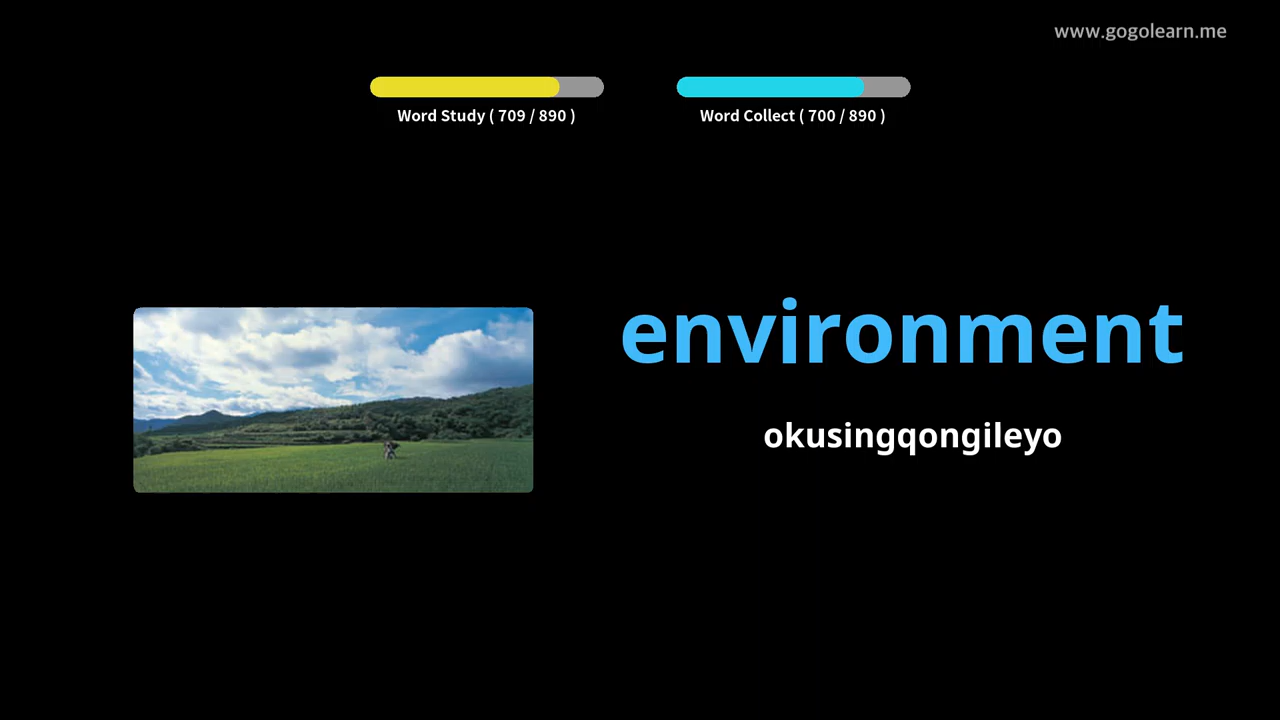 www.gogolearn.me
Word Study ( 709 / 890 )
Word Collect ( 700 / 890 )
environment
okusingqongileyo